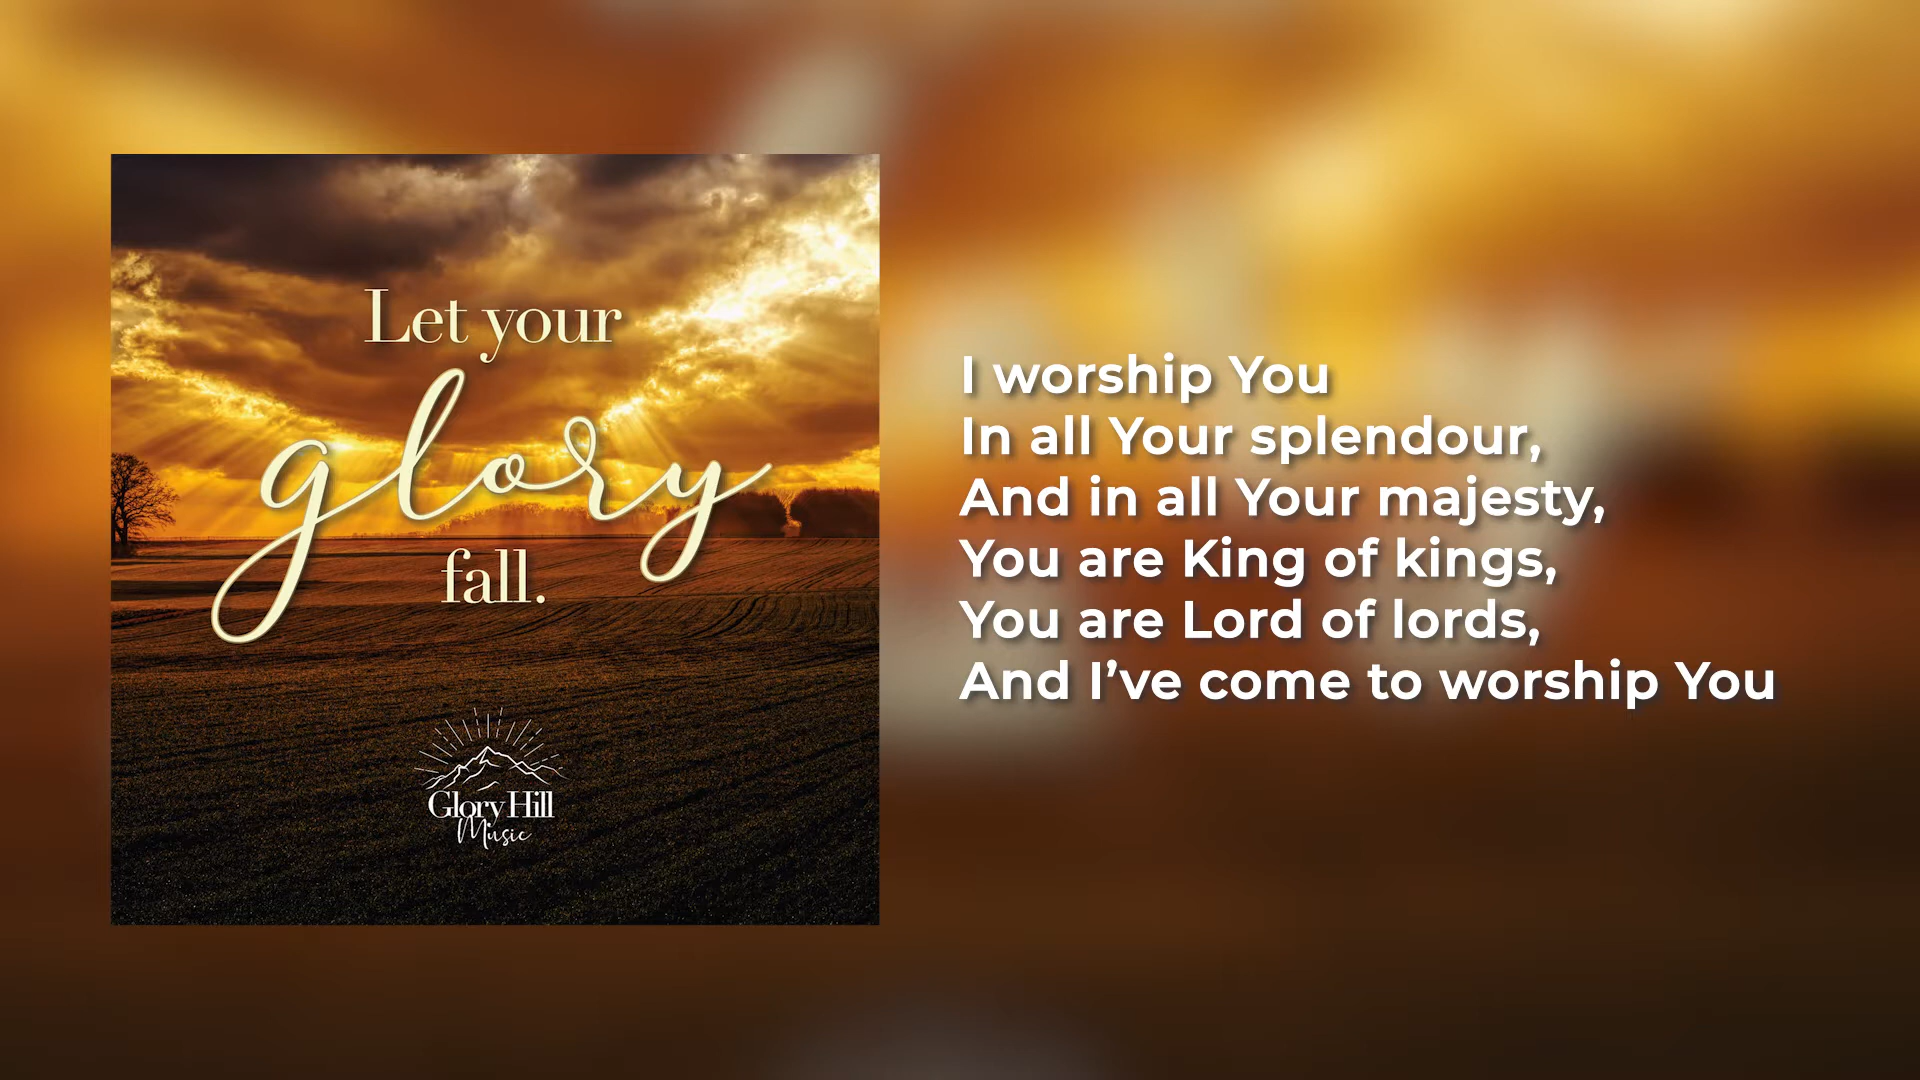 Let your
glory
fall.
Glory Hill
Music
I worship You
In all Your splendour,
And in all Your majesty,
You are King of kings,
You are Lord of lords,
And I’ve come to worship You